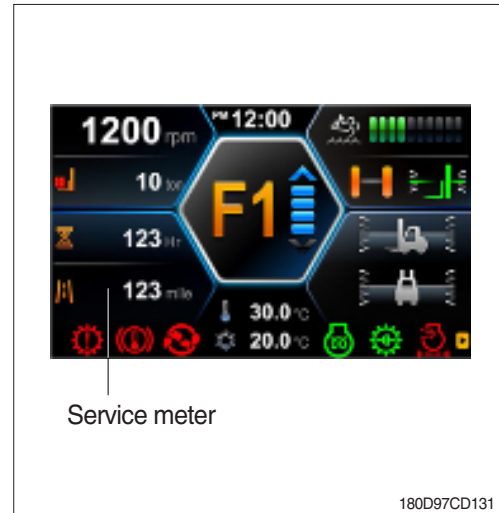 1200 rpm
PM 12:00
10 ton
F1
123 Hr
123 mile
30.0 °C
20.0 °C
Service meter
180D97CD131